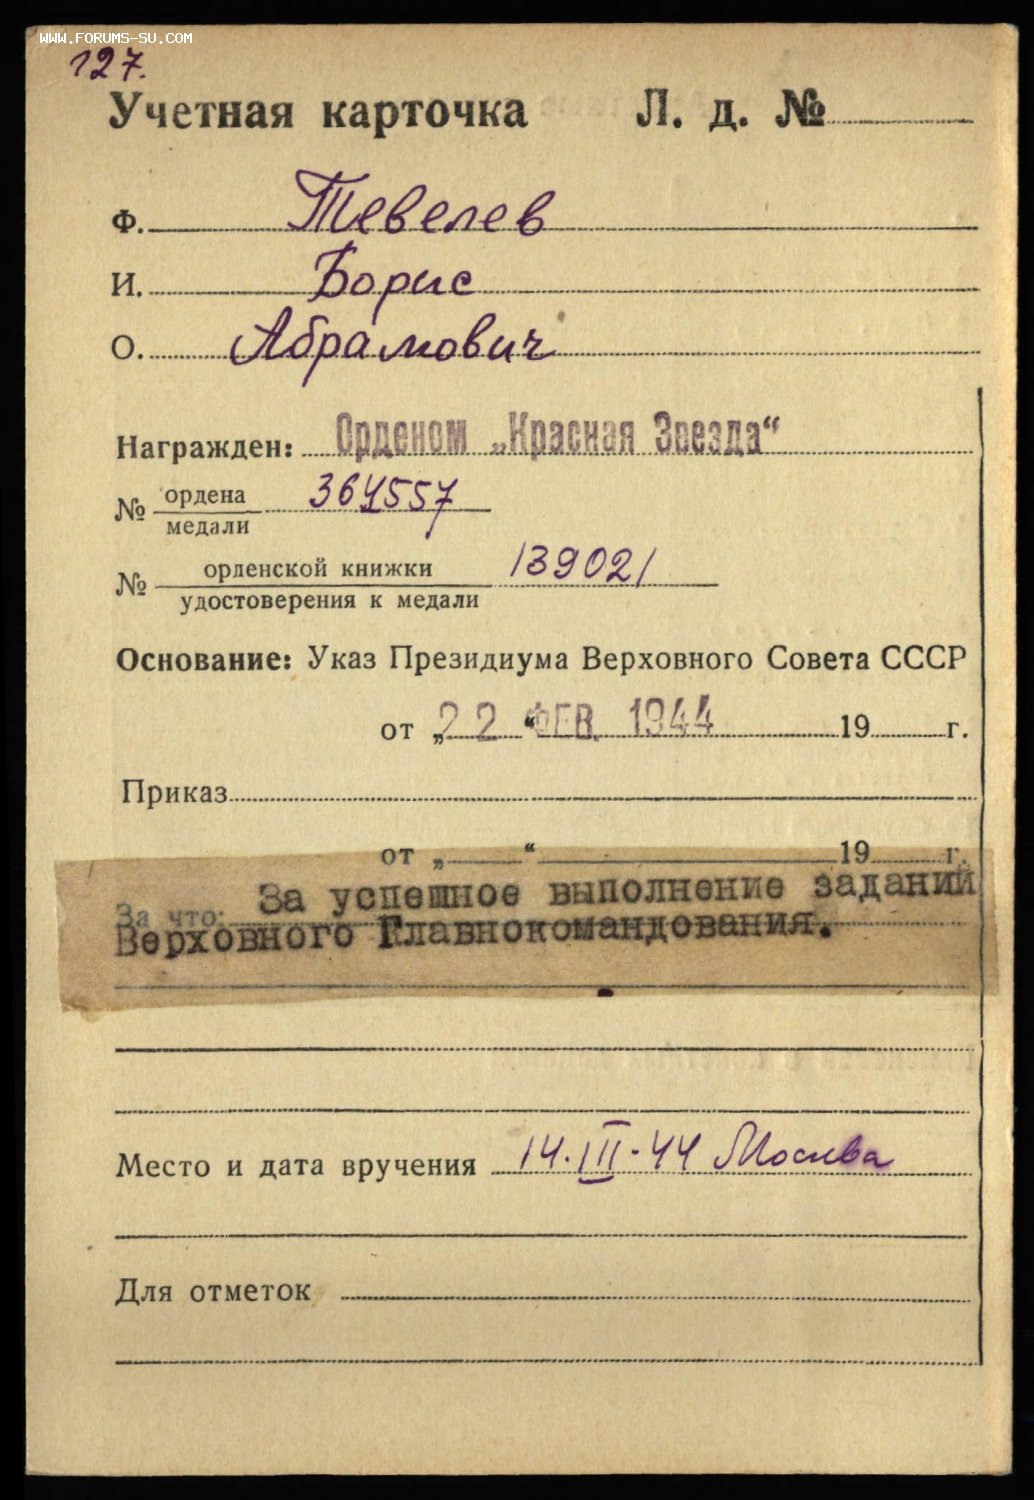 WWW.FORUMS-SU.COM
127.
Учетная карточка Л. д. №
Ф. Тевелев
И. Борис
О. Абрамович
Награжден: Орденом „Красная Звезда“
№ ордена 364557
медали
№ орденской книжки 139021
удостоверения к медали
Основание: Указ Президиума Верховного Совета СССР
от „22“ ФЕВ. 1944 19 г.
Приказ
от „ “ 19 г.
За что: За успешное выполнение заданий
Верховного Главнокомандования.
Место и дата вручения 14.III-44 Москва
Для отметок